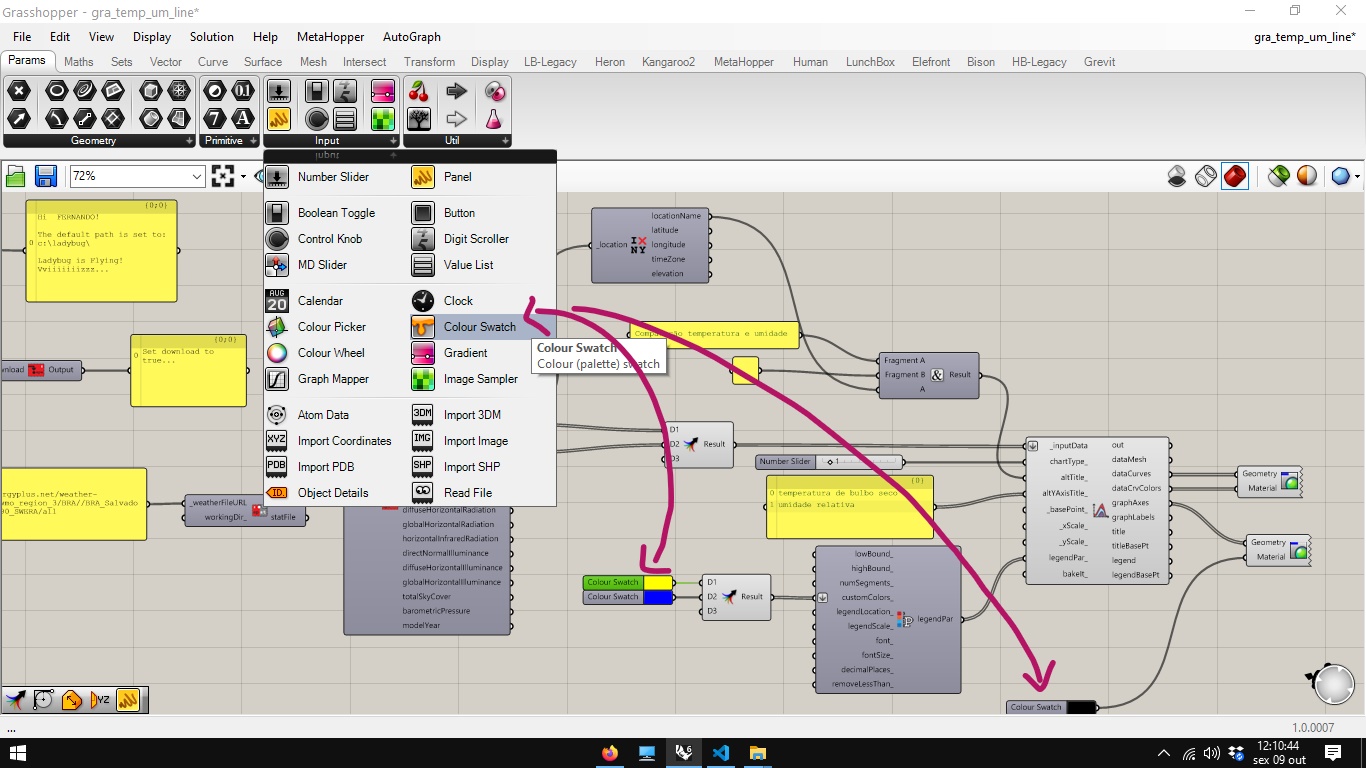 Grasshopper - gra_temp_um_line*
File Edit View Display Solution Help MetaHopper AutoGraph
gra_temp_um_line*
Params Maths Sets Vector Curve Surface Mesh Intersect Transform Display LB-Legacy Heron Kangaroo2 MetaHopper Human LunchBox Elefront Bison HB-Legacy Grevit
Geometry
Primitive
Input
Util
72%
Number Slider
Panel
Boolean Toggle
Button
Control Knob
Digit Scroller
MD Slider
Value List
Calendar
Clock
Colour Picker
Colour Swatch
Colour Wheel
Gradient
Graph Mapper
Image Sampler
Atom Data
Import 3DM
Import Coordinates
Import Image
Import PDB
Import SHP
Object Details
Read File
Colour Swatch
Colour (palette) swatch
{0;0}
0
Hi FERNANDO!
The default path is set to:
c:\ladybug\
Ladybug is Flying!
Vviiiiiiizzz...
Output
{0;0}
0 Set download to
true...
_weatherFileURL
workingDir_
statFile
diffuseHorizontalRadiation
globalHorizontalRadiation
horizontalInfraredRadiation
directNormalIlluminance
diffuseHorizontalIlluminance
globalHorizontalIlluminance
totalSkyCover
barometricPressure
modelYear
_location
locationName
latitude
longitude
timeZone
elevation
temperatura e umidade
Fragment A
Fragment B
A
&
Result
D1
D2
D3
Result
Number Slider
1
{0}
0 temperatura de bulbo seco
1 umidade relativa
_inputData
chartType_
altTitle_
altYAxisTitle_
_basePoint_
_xScale_
_yScale_
legendPar_
bakeIt_
out
dataMesh
dataCurves
dataCrvColors
graphAxes
graphLabels
title
titleBasePt
legend
legendBasePt
Geometry
Material
Geometry
Material
Colour Swatch
Colour Swatch
D1
D2
D3
Result
lowBound_
highBound_
numSegments_
customColors_
legendLocation_
legendScale_
font_
fontSize_
decimalPlaces_
removeLessThan_
legendPar
Colour Swatch
...
1.0.0007
12:10:44
sex 09 out